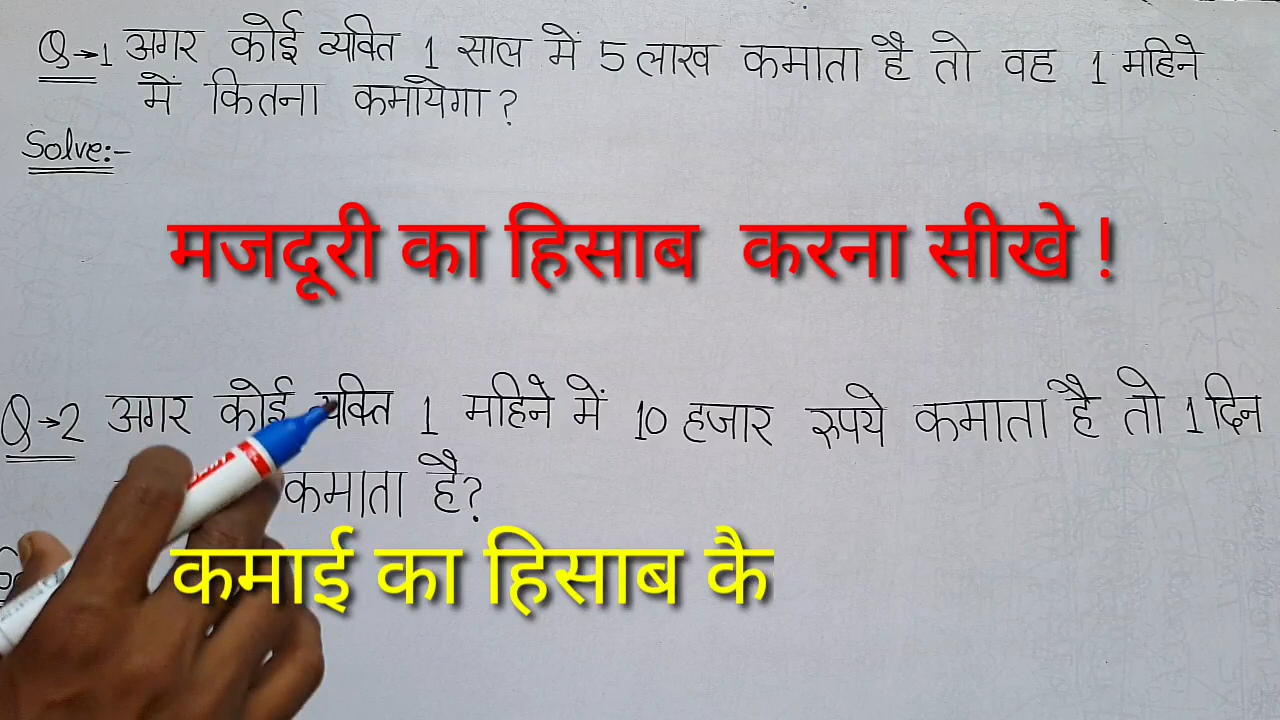 Q→1 अगर कोई व्यक्ति 1 साल में 5 लाख कमाता है तो वह 1 महिने
में कितना कमायेगा ?
Solve:-
मजदूरी का हिसाब करना सीखे !
Q→2 अगर कोई व्यक्ति 1 महिने में 10 हजार रुपये कमाता है तो 1 दिन
कमाता है?
कमाई का हिसाब कै